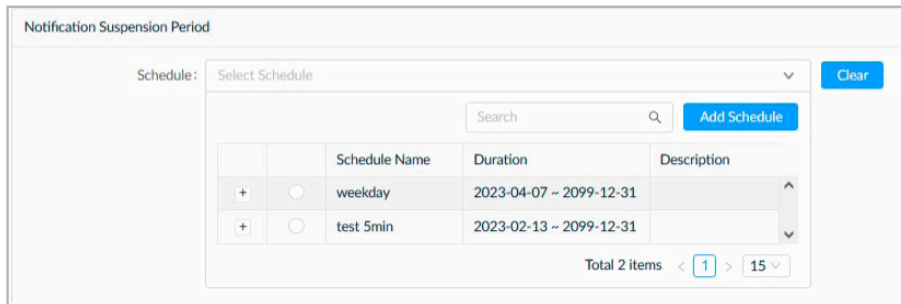 Notification Suspension Period
Schedule: Select Schedule Clear
Search Add Schedule
Schedule Name Duration Description
+ weekday 2023-04-07 ~ 2099-12-31
+ test 5min 2023-02-13 ~ 2099-12-31
Total 2 items < 1 > 15